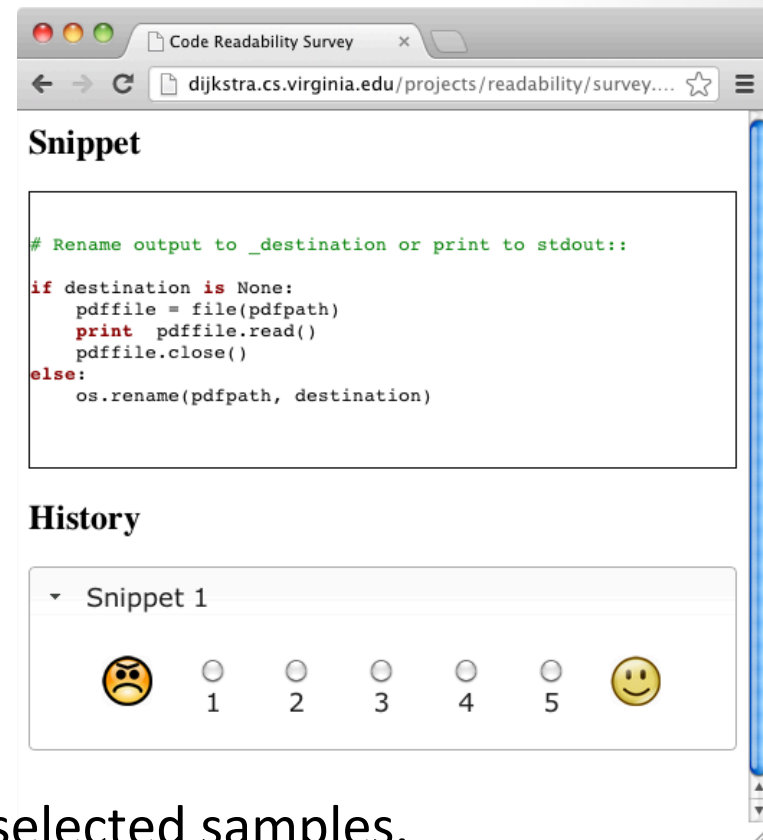 Code Readability Survey
dijkstra.cs.virginia.edu/projects/readability/survey....
Snippet
# Rename output to _destination or print to stdout::
if destination is None:
    pdffile = file(pdfpath)
    print  pdffile.read()
    pdffile.close()
else:
    os.rename(pdfpath, destination)
History
Snippet 1
1 2 3 4 5
selected samples.